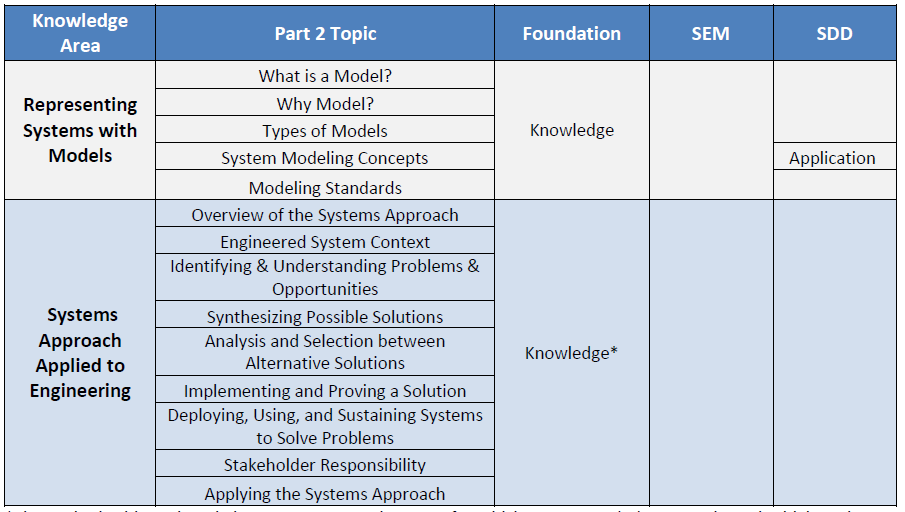 Knowledge
Area
Part 2 Topic
Foundation
SEM
SDD
Representing
Systems with
Models
What is a Model?
Why Model?
Types of Models
System Modeling Concepts
Modeling Standards
Knowledge
Application
Systems
Approach
Applied to
Engineering
Overview of the Systems Approach
Engineered System Context
Identifying & Understanding Problems &
Opportunities
Synthesizing Possible Solutions
Analysis and Selection between
Alternative Solutions
Implementing and Proving a Solution
Deploying, Using, and Sustaining Systems
to Solve Problems
Stakeholder Responsibility
Applying the Systems Approach
Knowledge*